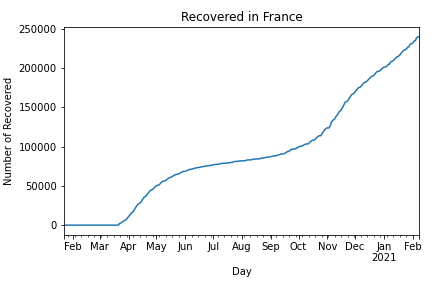 Recovered in France
250000
200000
150000
100000
50000
0
Number of Recovered
Feb Mar Apr May Jun Jul Aug Sep Oct Nov Dec Jan Feb
2021
Day